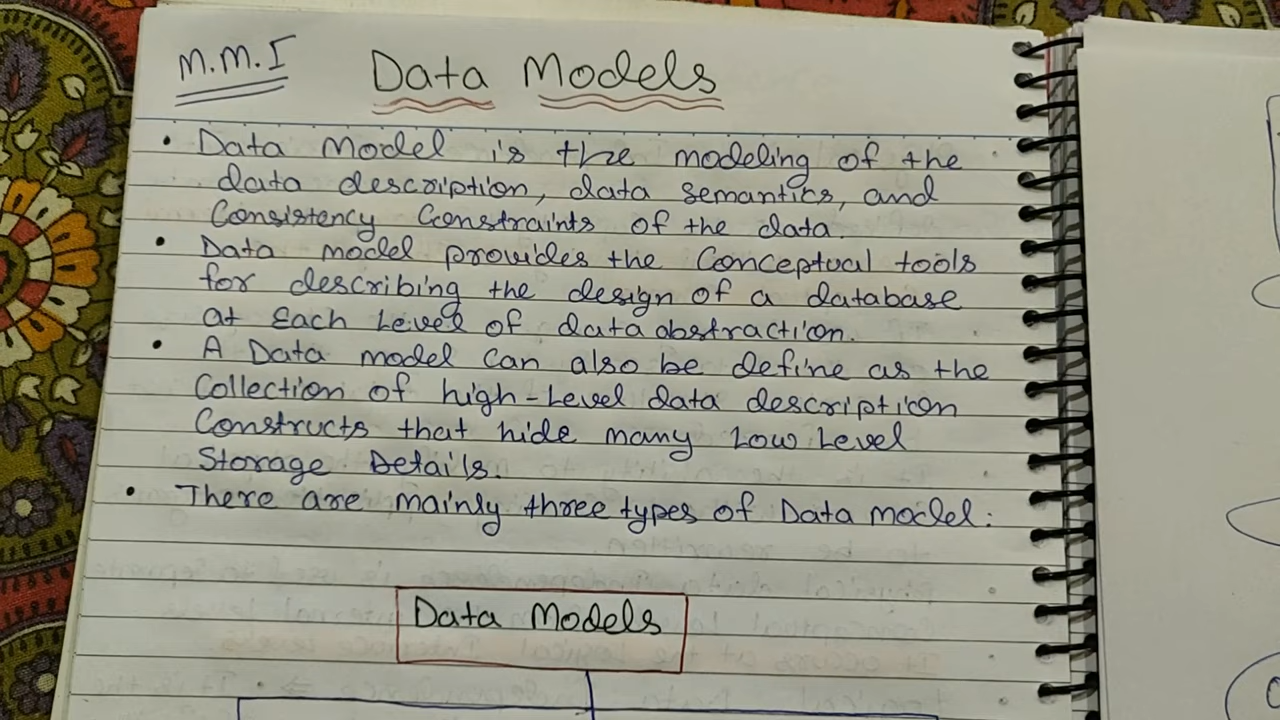 M.M.I Data Models
• Data Model is the modeling of the
data description, data semantics, and
Consistency Constraints of the data.
• Data model provides the Conceptual tools
for describing the design of a database
at Each Level of data abstraction.
• A Data model Can also be define as the
Collection of high-Level data description
Constructs that hide many Low Level
Storage Details.
• There are mainly three types of Data Model:
Data Models